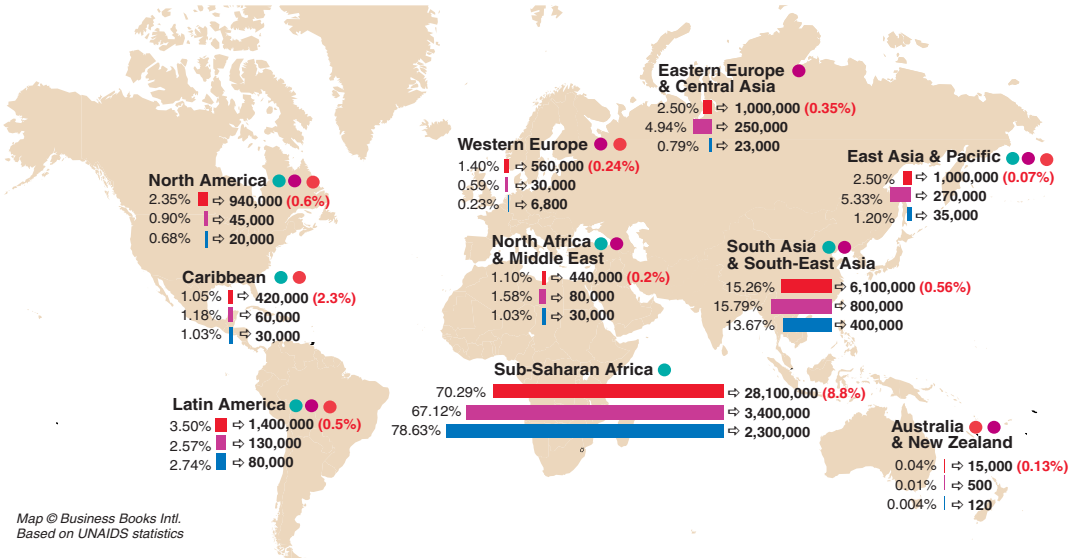 Eastern Europe
& Central Asia
2.50% ⇨ 1,000,000 (0.35%)
4.94% ⇨ 250,000
0.79% ⇨ 23,000
Western Europe
1.40% ⇨ 560,000 (0.24%)
0.59% ⇨ 30,000
0.23% ⇨ 6,800
East Asia & Pacific
2.50% ⇨ 1,000,000 (0.07%)
5.33% ⇨ 270,000
1.20% ⇨ 35,000
North America
2.35% ⇨ 940,000 (0.6%)
0.90% ⇨ 45,000
0.68% ⇨ 20,000
North Africa
& Middle East
1.10% ⇨ 440,000 (0.2%)
1.58% ⇨ 80,000
1.03% ⇨ 30,000
South Asia
& South-East Asia
15.26% ⇨ 6,100,000 (0.56%)
15.79% ⇨ 800,000
13.67% ⇨ 400,000
Caribbean
1.05% ⇨ 420,000 (2.3%)
1.18% ⇨ 60,000
1.03% ⇨ 30,000
Sub-Saharan Africa
70.29% ⇨ 28,100,000 (8.8%)
67.12% ⇨ 3,400,000
78.63% ⇨ 2,300,000
Latin America
3.50% ⇨ 1,400,000 (0.5%)
2.57% ⇨ 130,000
2.74% ⇨ 80,000
Australia
& New Zealand
0.04% ⇨ 15,000 (0.13%)
0.01% ⇨ 500
0.004% ⇨ 120
Map © Business Books Intl.
Based on UNAIDS statistics